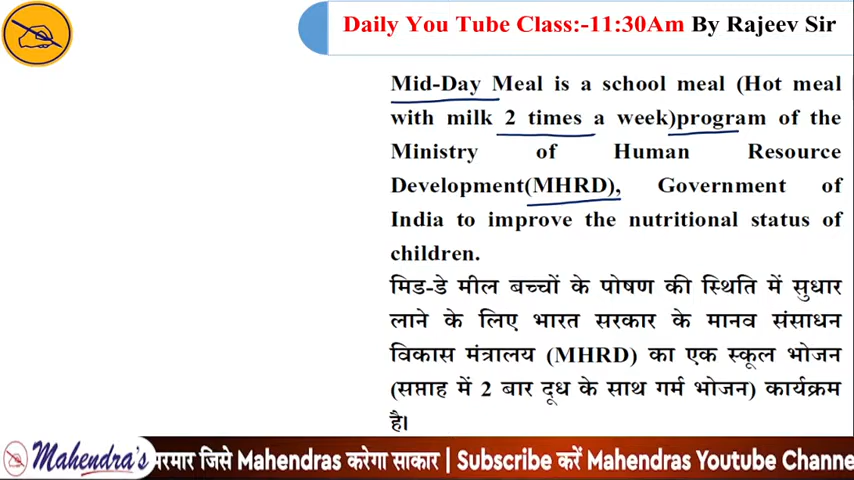 Daily You Tube Class:-11:30Am By Rajeev Sir
Mid-Day Meal is a school meal (Hot meal
with milk 2 times a week)program of the
Ministry of Human Resource
Development(MHRD), Government of
India to improve the nutritional status of
children.
मिड-डे मील बच्चों के पोषण की स्थिति में सुधार
लाने के लिए भारत सरकार के मानव संसाधन
विकास मंत्रालय (MHRD) का एक स्कूल भोजन
(सप्ताह में 2 बार दूध के साथ गर्म भोजन) कार्यक्रम
है।
Mahendra's रमार जिसे Mahendras करेगा साकार | Subscribe करें Mahendras Youtube Channe